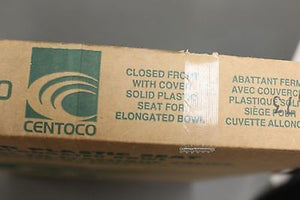 CENTOCO
CLOSED FRONT
WITH COVER
SOLID PLASTIC
SEAT FOR
ELONGATED BOWL
ABATTANT FERM
AVEC COUVERC
PLASTIQUE
SIÈGE POUR
CUVETTE ALLONG